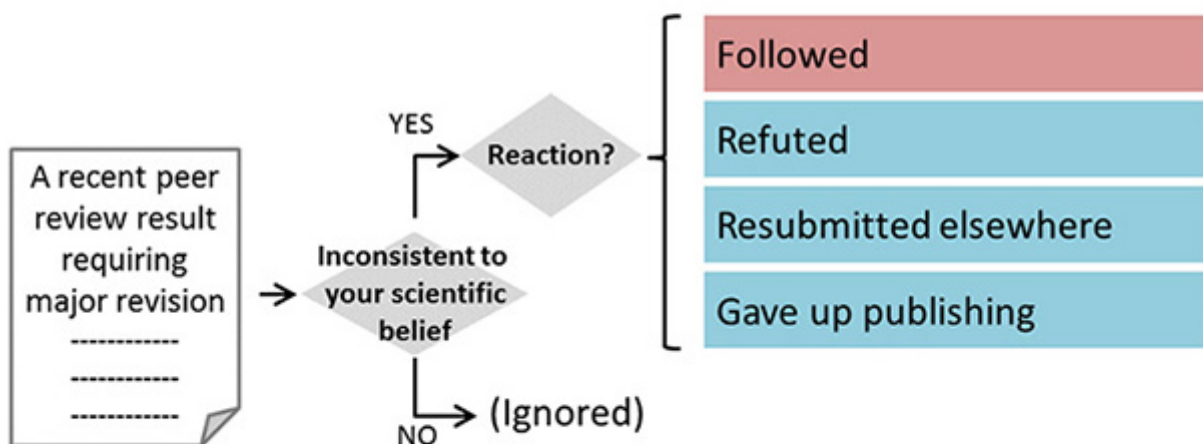 A recent peer
review result
requiring
major revision
------------
------------
------------
Inconsistent to
your scientific
belief
YES
Reaction?
Followed
Refuted
Resubmitted elsewhere
Gave up publishing
NO
(Ignored)